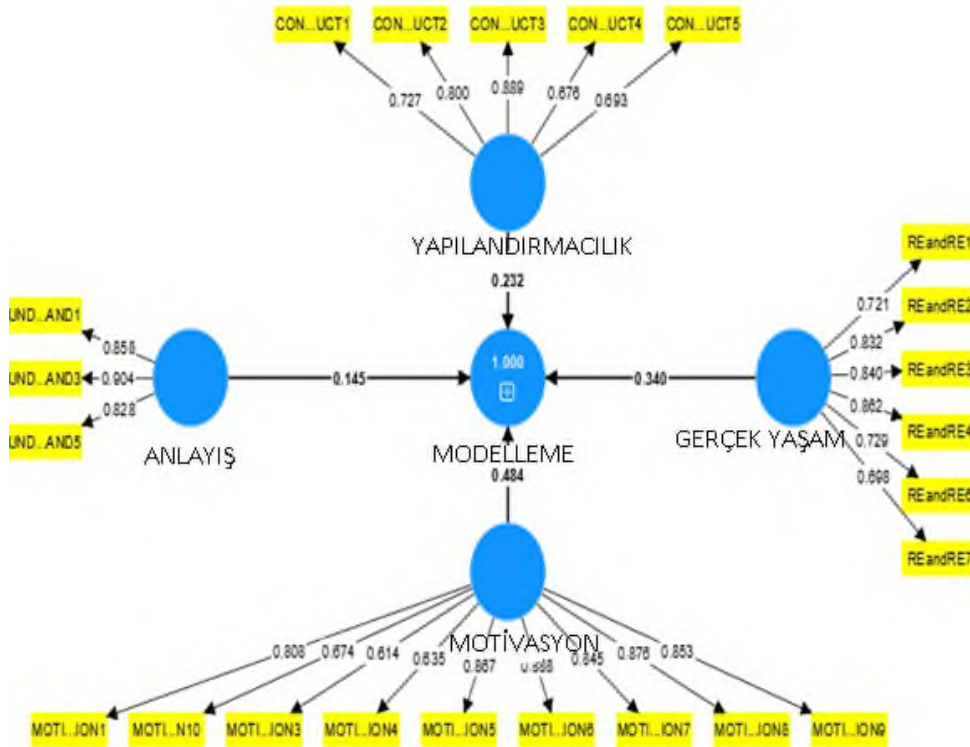 CON...UCT1 CON...UCT2 CON...UCT3 CON...UCT4 CON...UCT5
0.727 0.800 0.889 0.676 0.693
YAPILANDIRMACILIK
0.232
REandRE1
REandRE2
REandRE3
REandRE4
REandRE6
REandRE7
0.721
0.832
0.840
0.862
0.729
0.698
GERÇEK YAŞAM
0.340
UND...AND1
UND...AND3
UND...AND5
0.858
0.904
0.828
ANLAYIŞ
0.145
1.000
MODELLEME
0.484
MOTİVASYON
0.808 0.674 0.614 0.635 0.867 0.845 0.876 0.853
MOTI...ION1 MOTI...N10 MOTI...ION3 MOTI...ION4 MOTI...ION5 MOTI...ION6 MOTI...ION7 MOTI...ION8 MOTI...ION9